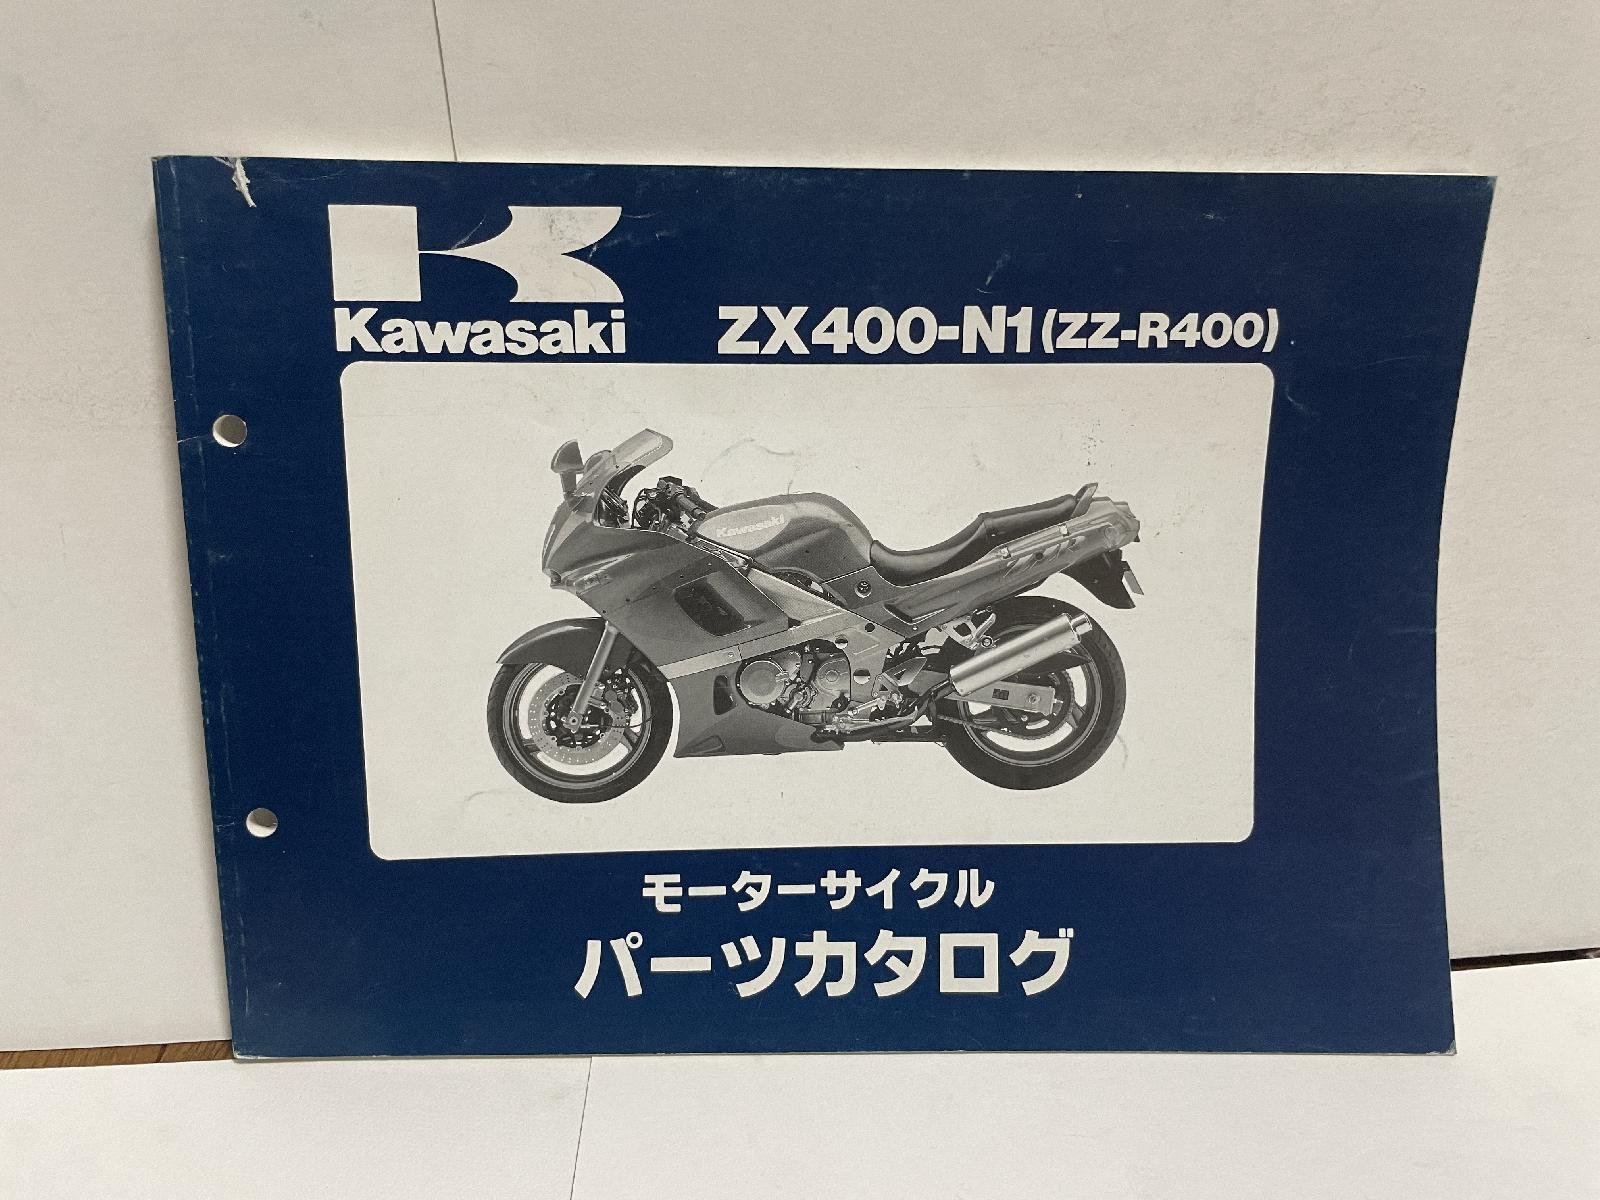 Kawasaki
ZX400-N1(ZZ-R400)
Kawasaki
モーターサイクル
パーツカタログ